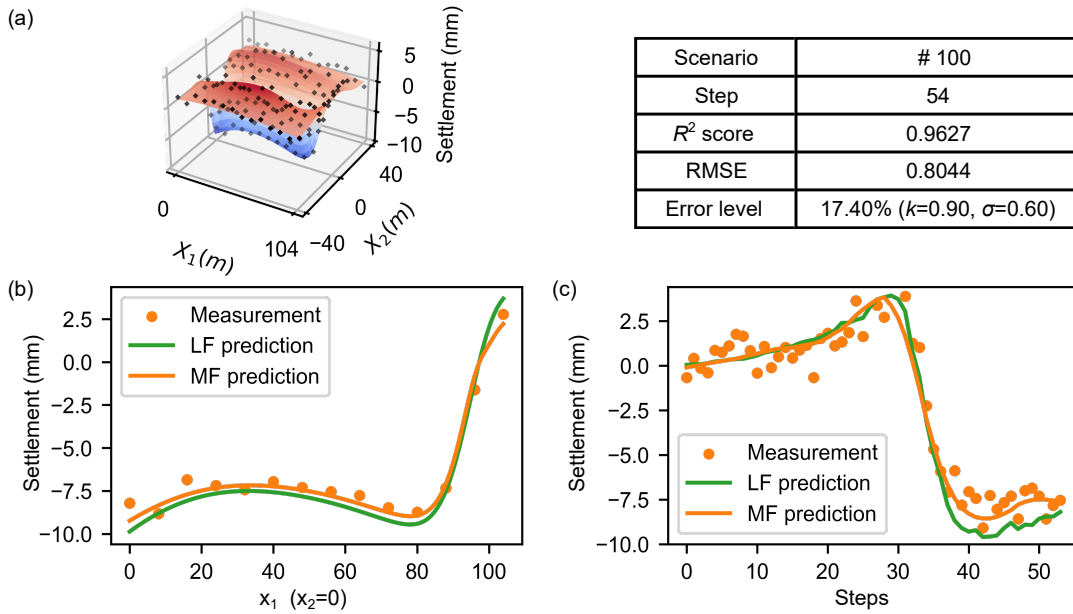 (a)
5
0
−5
−10
Settlement (mm)
40
0
−40
X2(m)
0
104
X1(m)
Scenario # 100
Step 54
R2 score 0.9627
RMSE 0.8044
Error level 17.40% (k=0.90, σ=0.60)
(b)
Measurement
LF prediction
MF prediction
2.5
0.0
−2.5
−5.0
−7.5
−10.0
Settlement (mm)
0 20 40 60 80 100
x1 (x2=0)
(c)
2.5
0.0
−2.5
−5.0
−7.5
−10.0
Settlement (mm)
Measurement
LF prediction
MF prediction
0 10 20 30 40 50
Steps